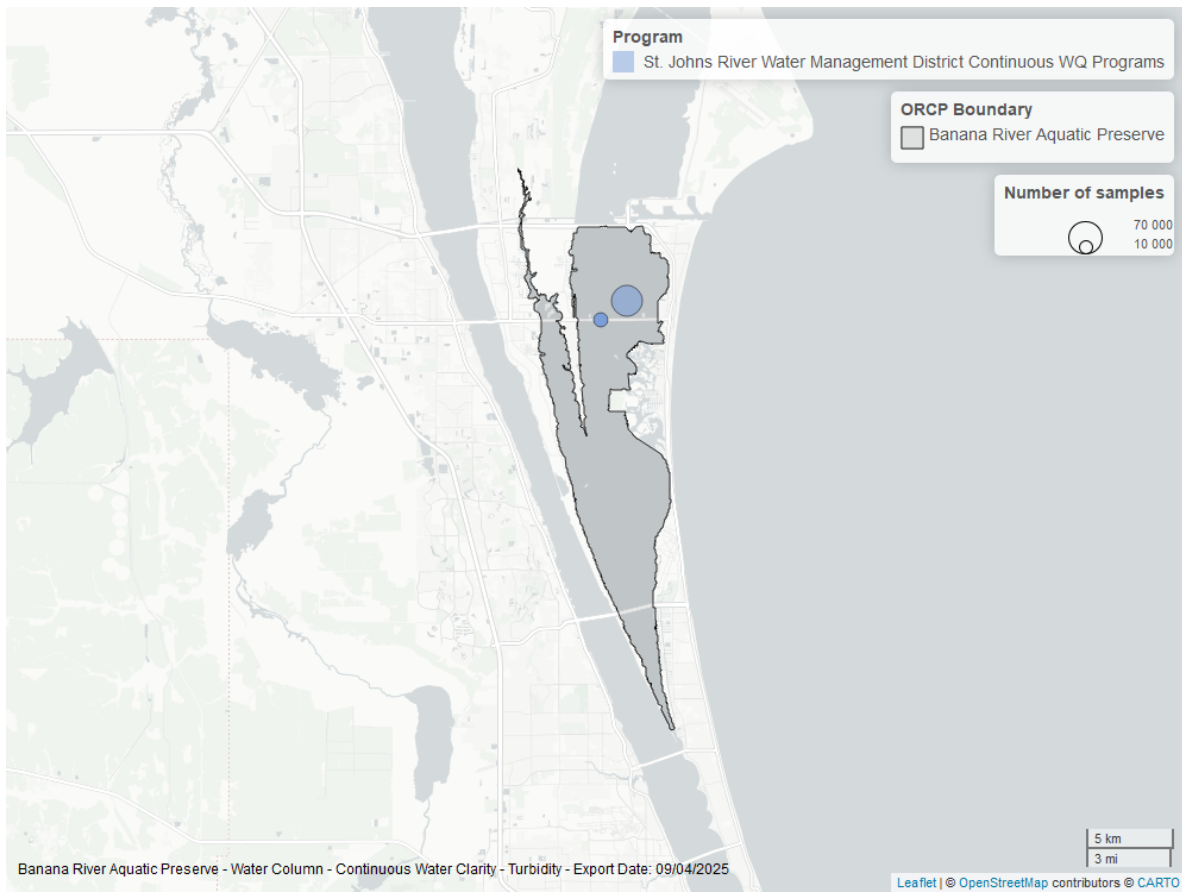 Program
St. Johns River Water Management District Continuous WQ Programs
ORCP Boundary
Banana River Aquatic Preserve
Number of samples
70 000
10 000
5 km
3 mi
Banana River Aquatic Preserve - Water Column - Continuous Water Clarity - Turbidity - Export Date: 09/04/2025
Leaflet | © OpenStreetMap contributors © CARTO